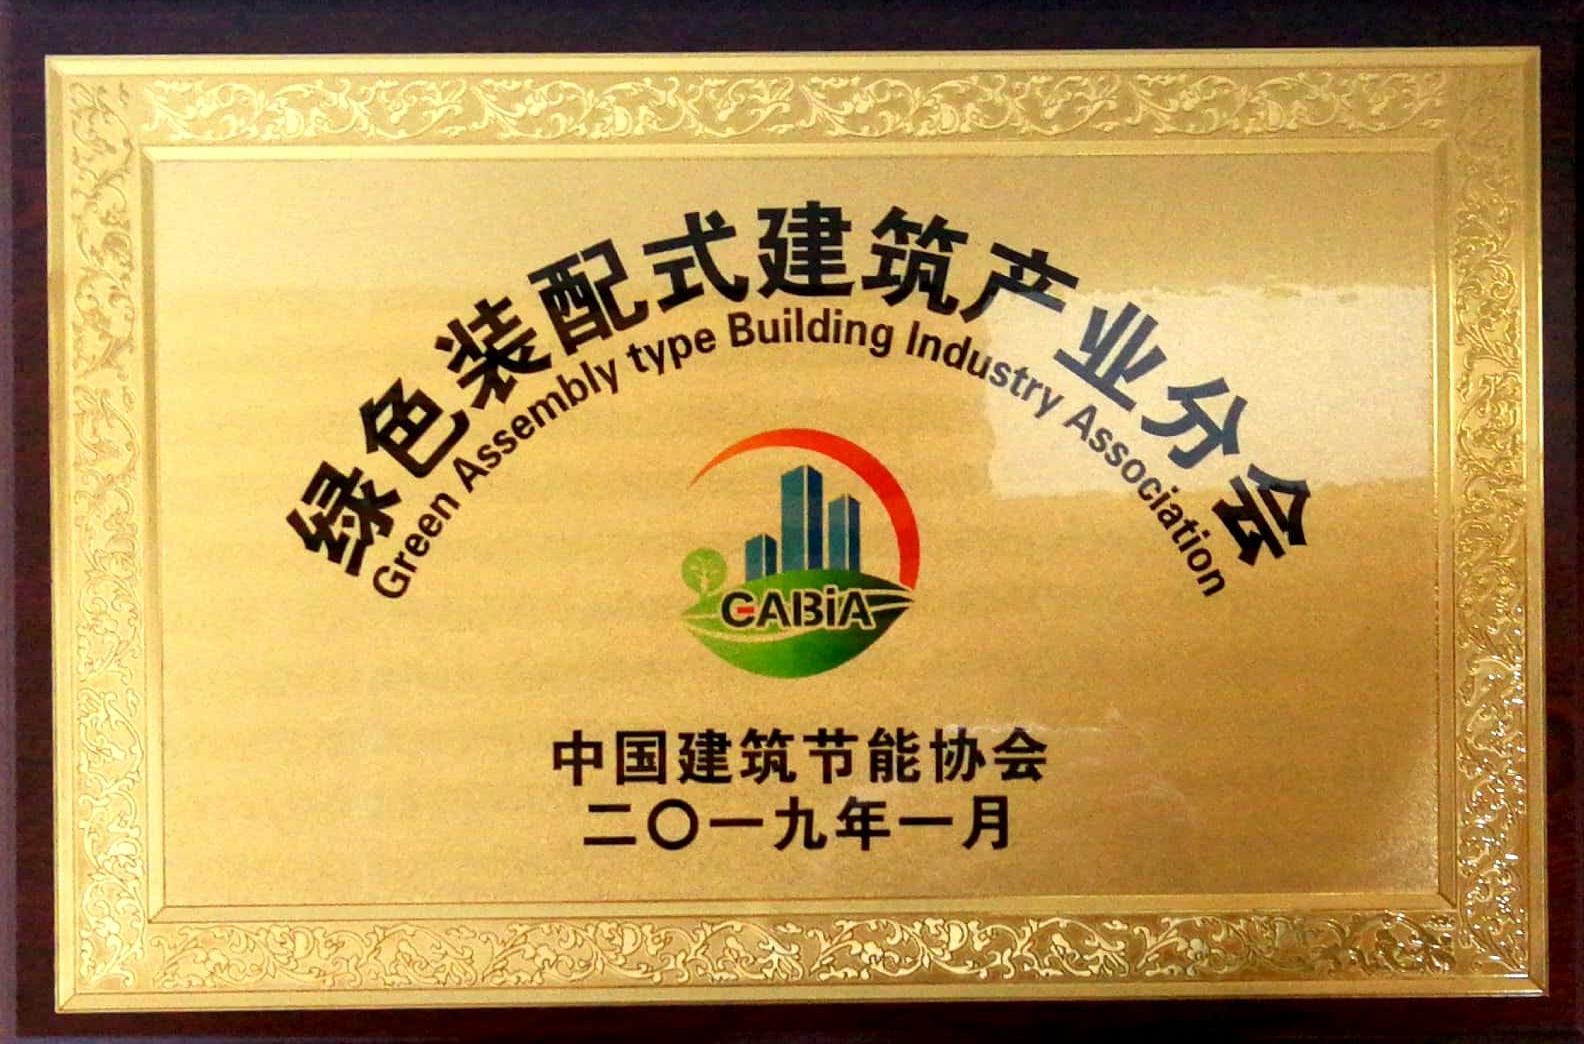 绿色装配式建筑产业分会
Green Assembly type Building Industry Association
GABiA
中国建筑节能协会
二〇一九年一月